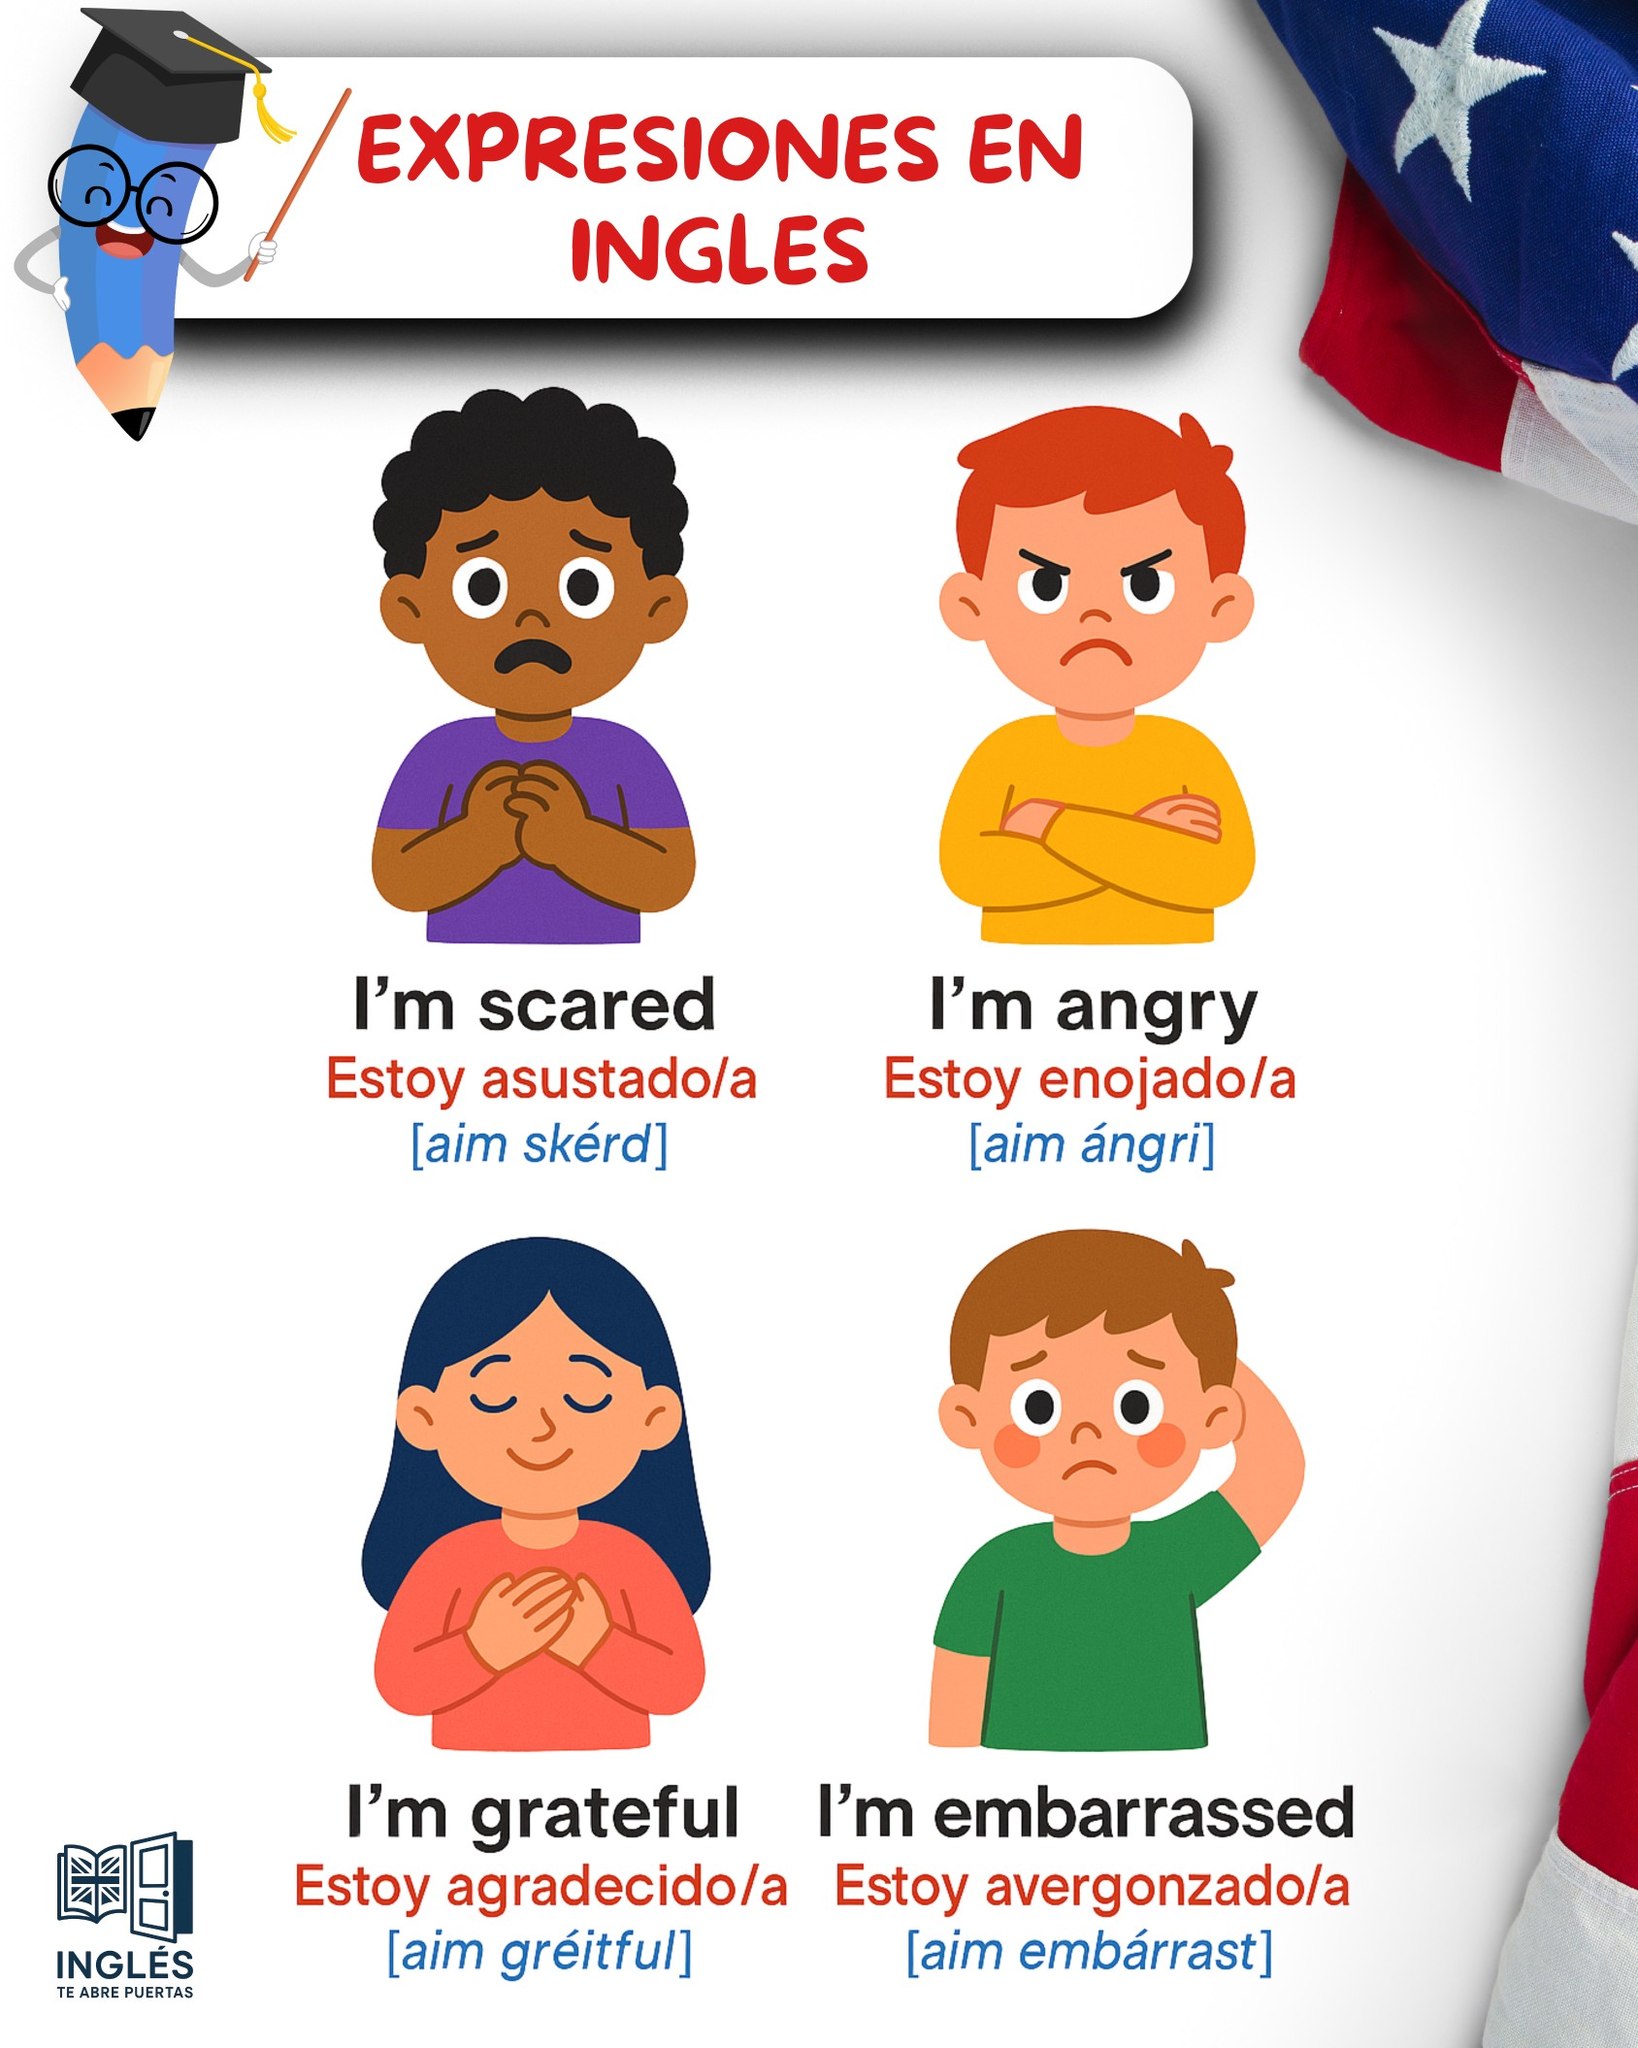 EXPRESIONES EN
INGLES
I’m scared
Estoy asustado/a
[aim skérd]
I’m angry
Estoy enojado/a
[aim ángri]
I’m grateful
Estoy agradecido/a
[aim gréitful]
I’m embarrassed
Estoy avergonzado/a
[aim embárrast]
INGLÉS
TE ABRE PUERTAS